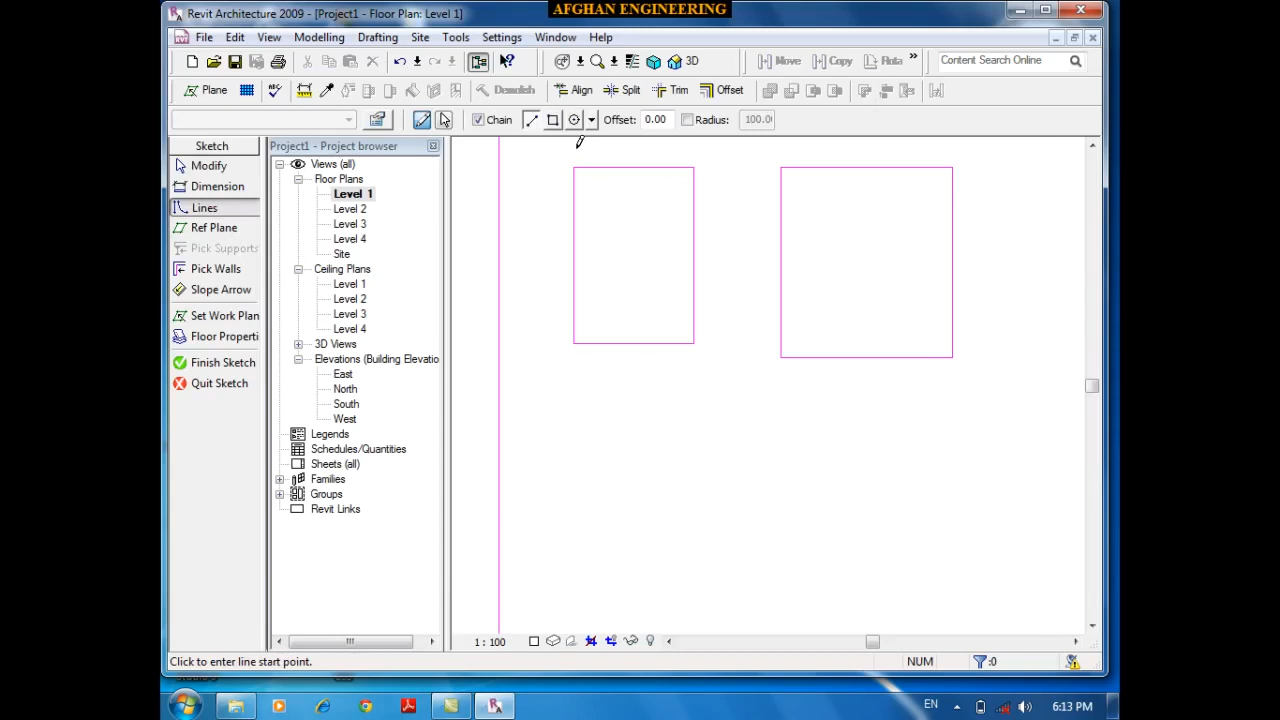 AFGHAN ENGINEERING
Revit Architecture 2009 - [Project1 - Floor Plan: Level 1]
File Edit View Modelling Drafting Site Tools Settings Window Help
3D Move Copy Rota » Content Search Online
Plane Demolish Align Split Trim Offset
Chain Offset: 0.00 Radius: 100.0
Sketch
Modify
Dimension
Lines
Ref Plane
Pick Supports
Pick Walls
Slope Arrow
Set Work Plan
Floor Properti
Finish Sketch
Quit Sketch
Project1 - Project browser
Views (all)
Floor Plans
Level 1
Level 2
Level 3
Level 4
Site
Ceiling Plans
Level 1
Level 2
Level 3
Level 4
3D Views
Elevations (Building Elevatio
East
North
South
West
Legends
Schedules/Quantities
Sheets (all)
Families
Groups
Revit Links
1 : 100
Click to enter line start point.
NUM :0
EN 6:13 PM